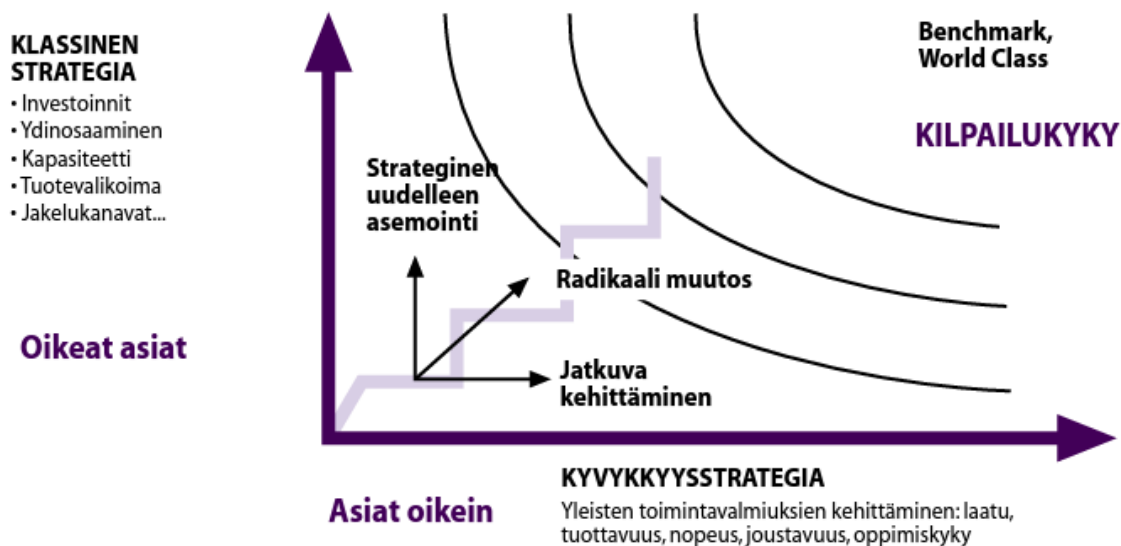 KLASSINEN
STRATEGIA
• Investoinnit
• Ydinosaaminen
• Kapasiteetti
• Tuotevalikoima
• Jakelukanavat...
Oikeat asiat
Strateginen
uudelleen
asemointi
Radikaali muutos
Jatkuva
kehittäminen
Benchmark,
World Class
KILPAILUKYKY
Asiat oikein
KYVYKKYYSSTRATEGIA
Yleisten toimintavalmiuksien kehittäminen: laatu,
tuottavuus, nopeus, joustavuus, oppimiskyky